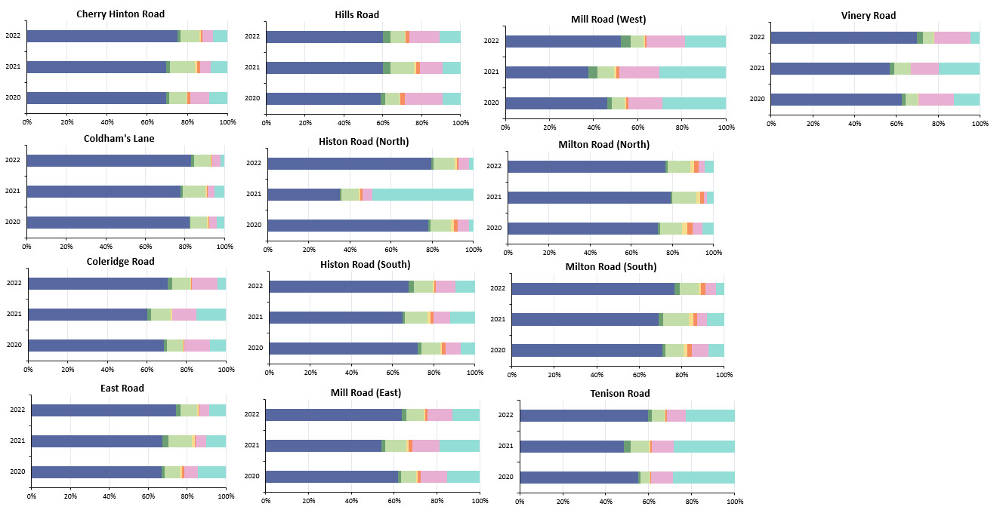 Cherry Hinton Road
2022
2021
2020
0% 20% 40% 60% 80% 100%
Hills Road
2022
2021
2020
0% 20% 40% 60% 80% 100%
Mill Road (West)
2022
2021
2020
0% 20% 40% 60% 80% 100%
Vinery Road
2022
2021
2020
0% 20% 40% 60% 80% 100%
Coldham's Lane
2022
2021
2020
0% 20% 40% 60% 80% 100%
Histon Road (North)
2022
2021
2020
0% 20% 40% 60% 80% 100%
Milton Road (North)
2022
2021
2020
0% 20% 40% 60% 80% 100%
Coleridge Road
2022
2021
2020
0% 20% 40% 60% 80% 100%
Histon Road (South)
2022
2021
2020
0% 20% 40% 60% 80% 100%
Milton Road (South)
2022
2021
2020
0% 20% 40% 60% 80% 100%
East Road
2022
2021
2020
0% 20% 40% 60% 80% 100%
Mill Road (East)
2022
2021
2020
0% 20% 40% 60% 80% 100%
Tenison Road
2022
2021
2020
0% 20% 40% 60% 80% 100%